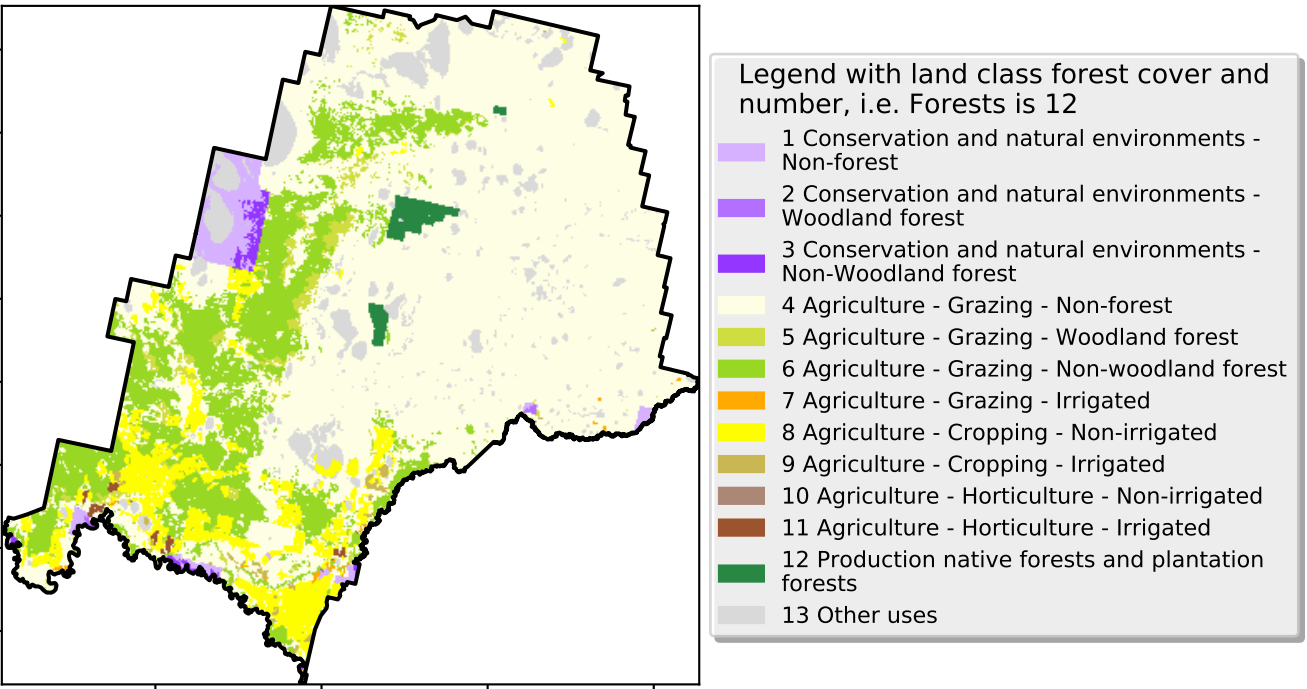 Legend with land class forest cover and
number, i.e. Forests is 12
1 Conservation and natural environments -
Non-forest
2 Conservation and natural environments -
Woodland forest
3 Conservation and natural environments -
Non-Woodland forest
4 Agriculture - Grazing - Non-forest
5 Agriculture - Grazing - Woodland forest
6 Agriculture - Grazing - Non-woodland forest
7 Agriculture - Grazing - Irrigated
8 Agriculture - Cropping - Non-irrigated
9 Agriculture - Cropping - Irrigated
10 Agriculture - Horticulture - Non-irrigated
11 Agriculture - Horticulture - Irrigated
12 Production native forests and plantation
forests
13 Other uses